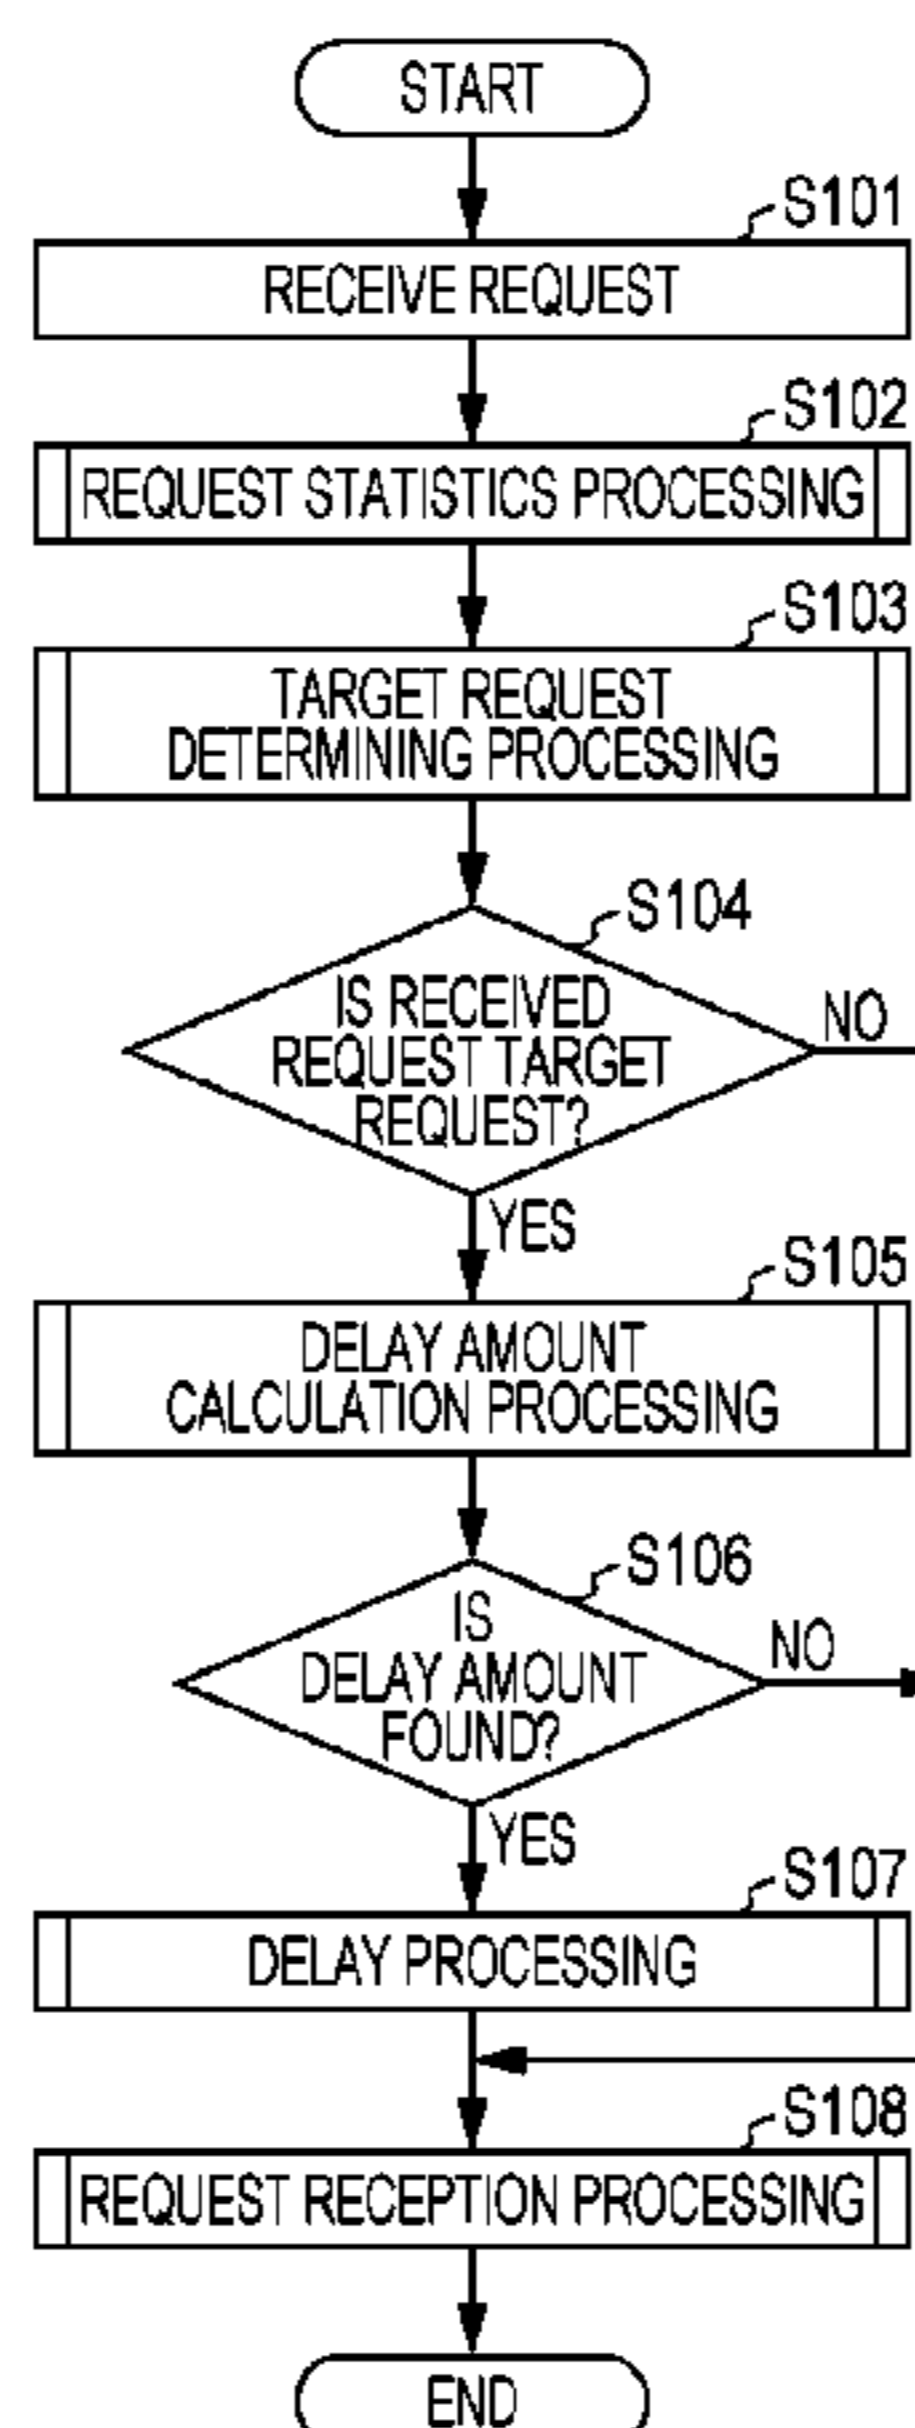 START
S101
RECEIVE REQUEST
S102
REQUEST STATISTICS PROCESSING
S103
TARGET REQUEST
DETERMINING PROCESSING
S104
IS RECEIVED
REQUEST TARGET
REQUEST?
NO
YES
S105
DELAY AMOUNT
CALCULATION PROCESSING
S106
IS
DELAY AMOUNT
FOUND?
NO
YES
S107
DELAY PROCESSING
S108
REQUEST RECEPTION PROCESSING
END